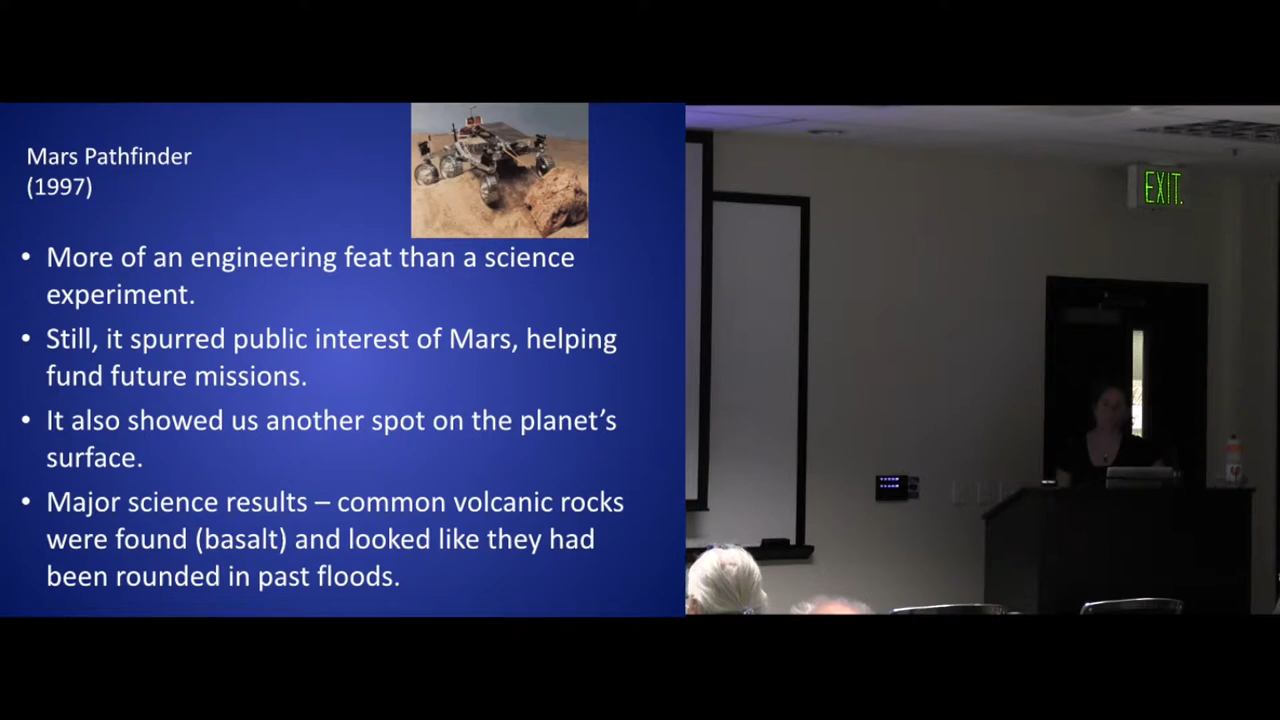 Mars Pathfinder
(1997)
• More of an engineering feat than a science
experiment.
• Still, it spurred public interest of Mars, helping
fund future missions.
• It also showed us another spot on the planet’s
surface.
• Major science results – common volcanic rocks
were found (basalt) and looked like they had
been rounded in past floods.
EXIT